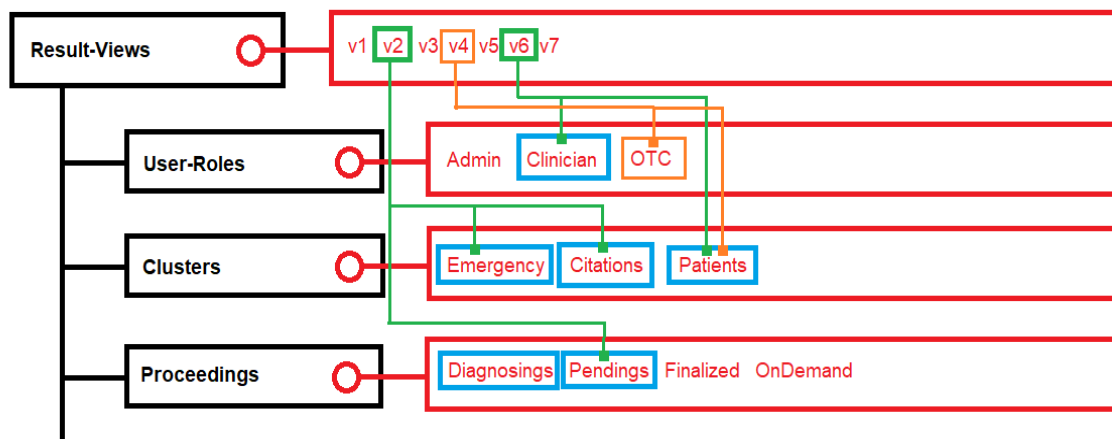 Result-Views
v1 v2 v3 v4 v5 v6 v7
User-Roles
Admin Clinician OTC
Clusters
Emergency Citations Patients
Proceedings
Diagnosings Pendings Finalized OnDemand